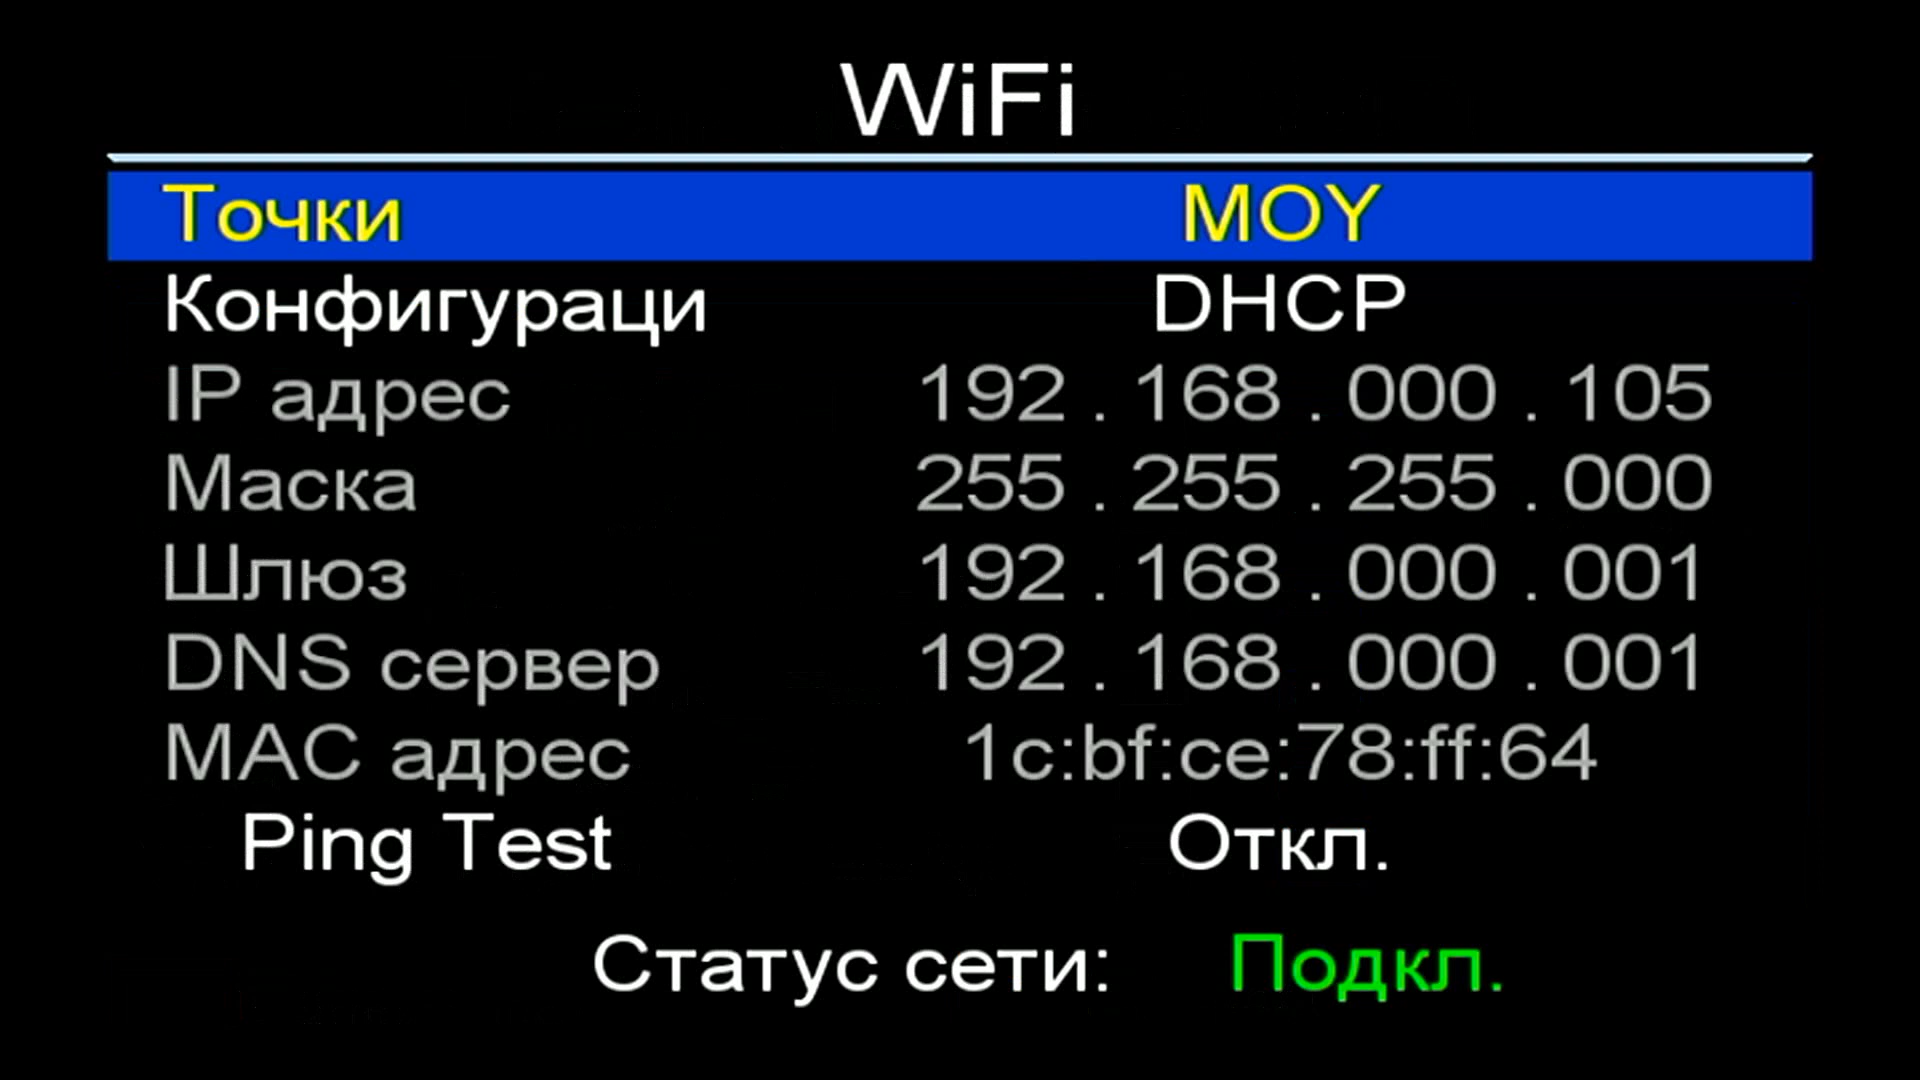 WiFi
Точки MOY
Конфигураци DHCP
IP адрес 192 . 168 . 000 . 105
Маска 255 . 255 . 255 . 000
Шлюз 192 . 168 . 000 . 001
DNS сервер 192 . 168 . 000 . 001
MAC адрес 1c:bf:ce:78:ff:64
Ping Test Откл.
Статус сети: Подкл.